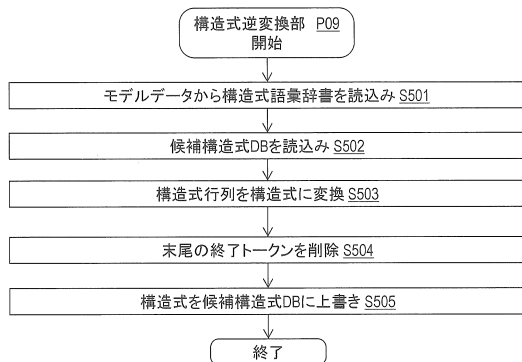 構造式逆変換部 P09
開始
モデルデータから構造式語彙辞書を読込み S501
候補構造式DBを読込み S502
構造式行列を構造式に変換 S503
末尾の終了トークンを削除 S504
構造式を候補構造式DBに上書き S505
終了